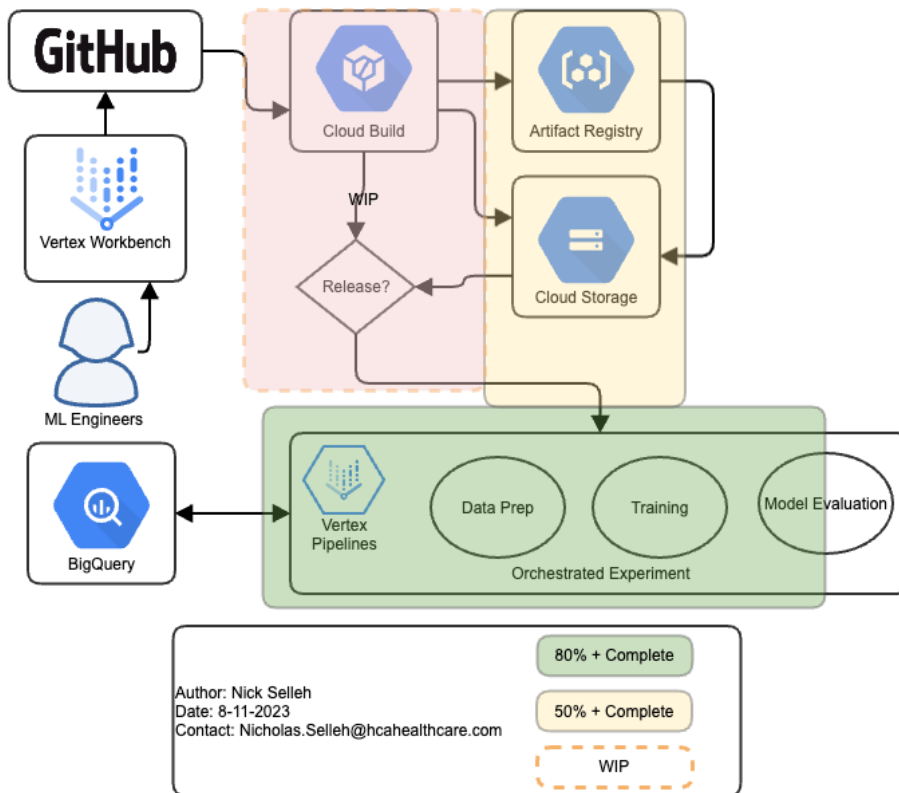 GitHub
Cloud Build
Artifact Registry
WIP
Vertex Workbench
Release?
Cloud Storage
ML Engineers
BigQuery
Vertex
Pipelines
Data Prep
Training
Model Evaluation
Orchestrated Experiment
Author: Nick Selleh
Date: 8-11-2023
Contact: Nicholas.Selleh@hcahealthcare.com
80% + Complete
50% + Complete
WIP